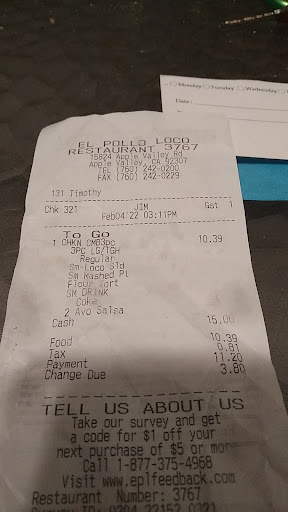 Monday Tuesday Wednesday
Date:
EL POLLO LOCO
RESTAURANT 3767
15824 Apple Valley RD
Apple Valley, CA 92307
TEL (760) 242-0200
FAX (760) 242-0229
131 Timothy
Chk 321 JIM Gst 1
Feb04'22 03:11PM
To Go
1 CHKN CMB3pc 10.39
3PC LG/TGH
Regular
Sm-Loco Sld
Sm Mashed Pt
Flour Tort
SM DRINK
Coke
2 Avo Salsa
Cash 15.00
Food 10.39
Tax 0.81
Payment 11.20
Change Due 3.80
TELL US ABOUT US
Take our survey and get
a code for $1 off your
next purchase of $5 or more
Call 1-877-375-4968
Visit www.eplfeedback.com
Restaurant Number: 3767